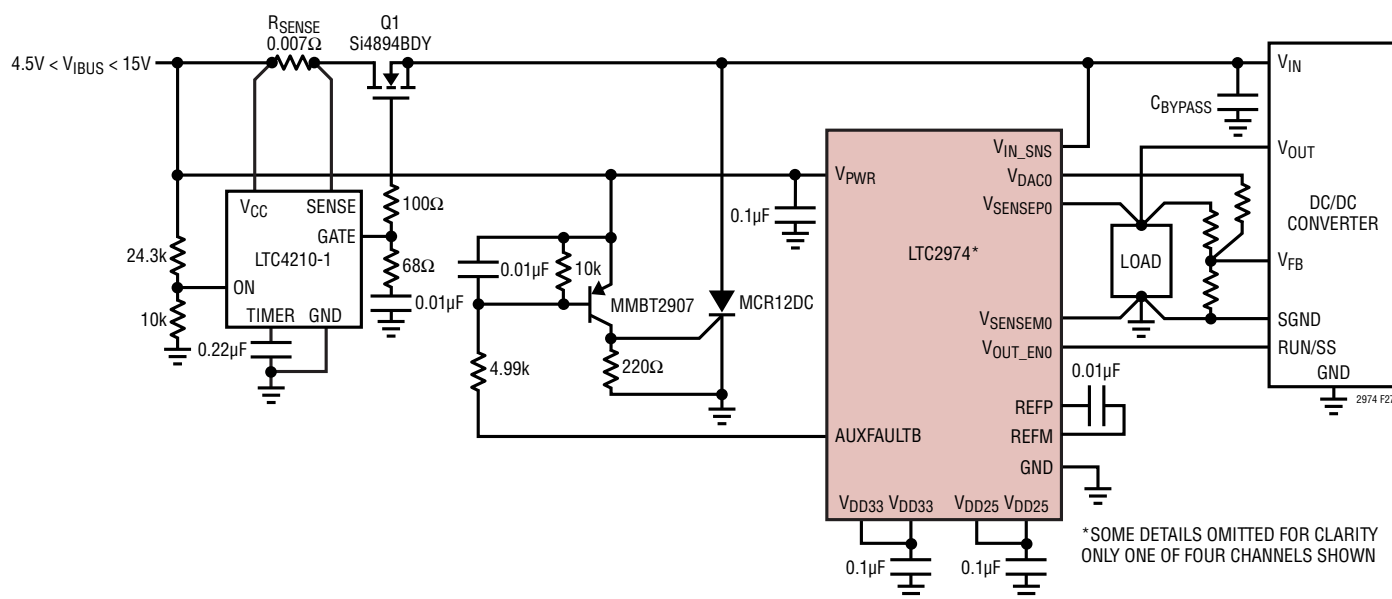 4.5V < VIBUS < 15V
RSENSE
0.007Ω
Q1
Si4894BDY
VIN
CBYPASS
VOUT
DC/DC
CONVERTER
VFB
SGND
RUN/SS
GND
2974 F27
VIN_SNS
VPWR
VDAC0
VSENSEP0
LTC2974*
VSENSEM0
VOUT_EN0
REFP
REFM
AUXFAULTB
GND
VDD33 VDD33 VDD25 VDD25
LOAD
0.01µF
0.1µF
0.1µF
0.1µF
VCC SENSE
GATE
LTC4210-1
ON
TIMER GND
24.3k
10k
0.22µF
100Ω
68Ω
0.01µF
0.01µF
10k
MMBT2907
MCR12DC
4.99k
220Ω
*SOME DETAILS OMITTED FOR CLARITY
ONLY ONE OF FOUR CHANNELS SHOWN